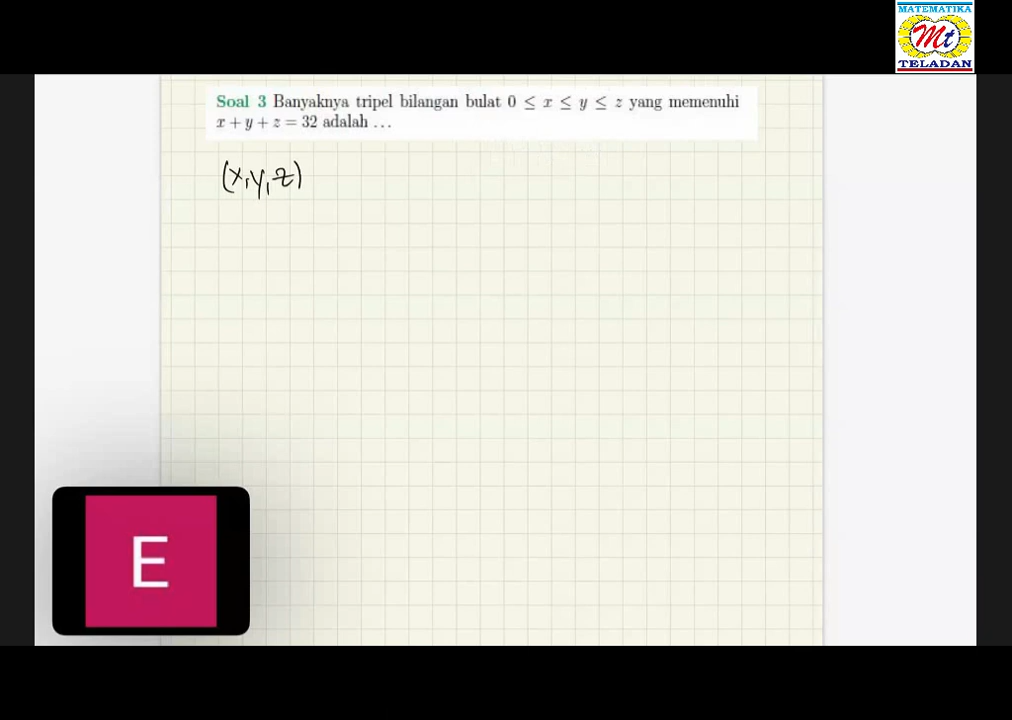 MATEMATIKA
Mt
TELADAN
Soal 3 Banyaknya tripel bilangan bulat 0 ≤ x ≤ y ≤ z yang memenuhi
x + y + z = 32 adalah ...
(x,y,z)
E